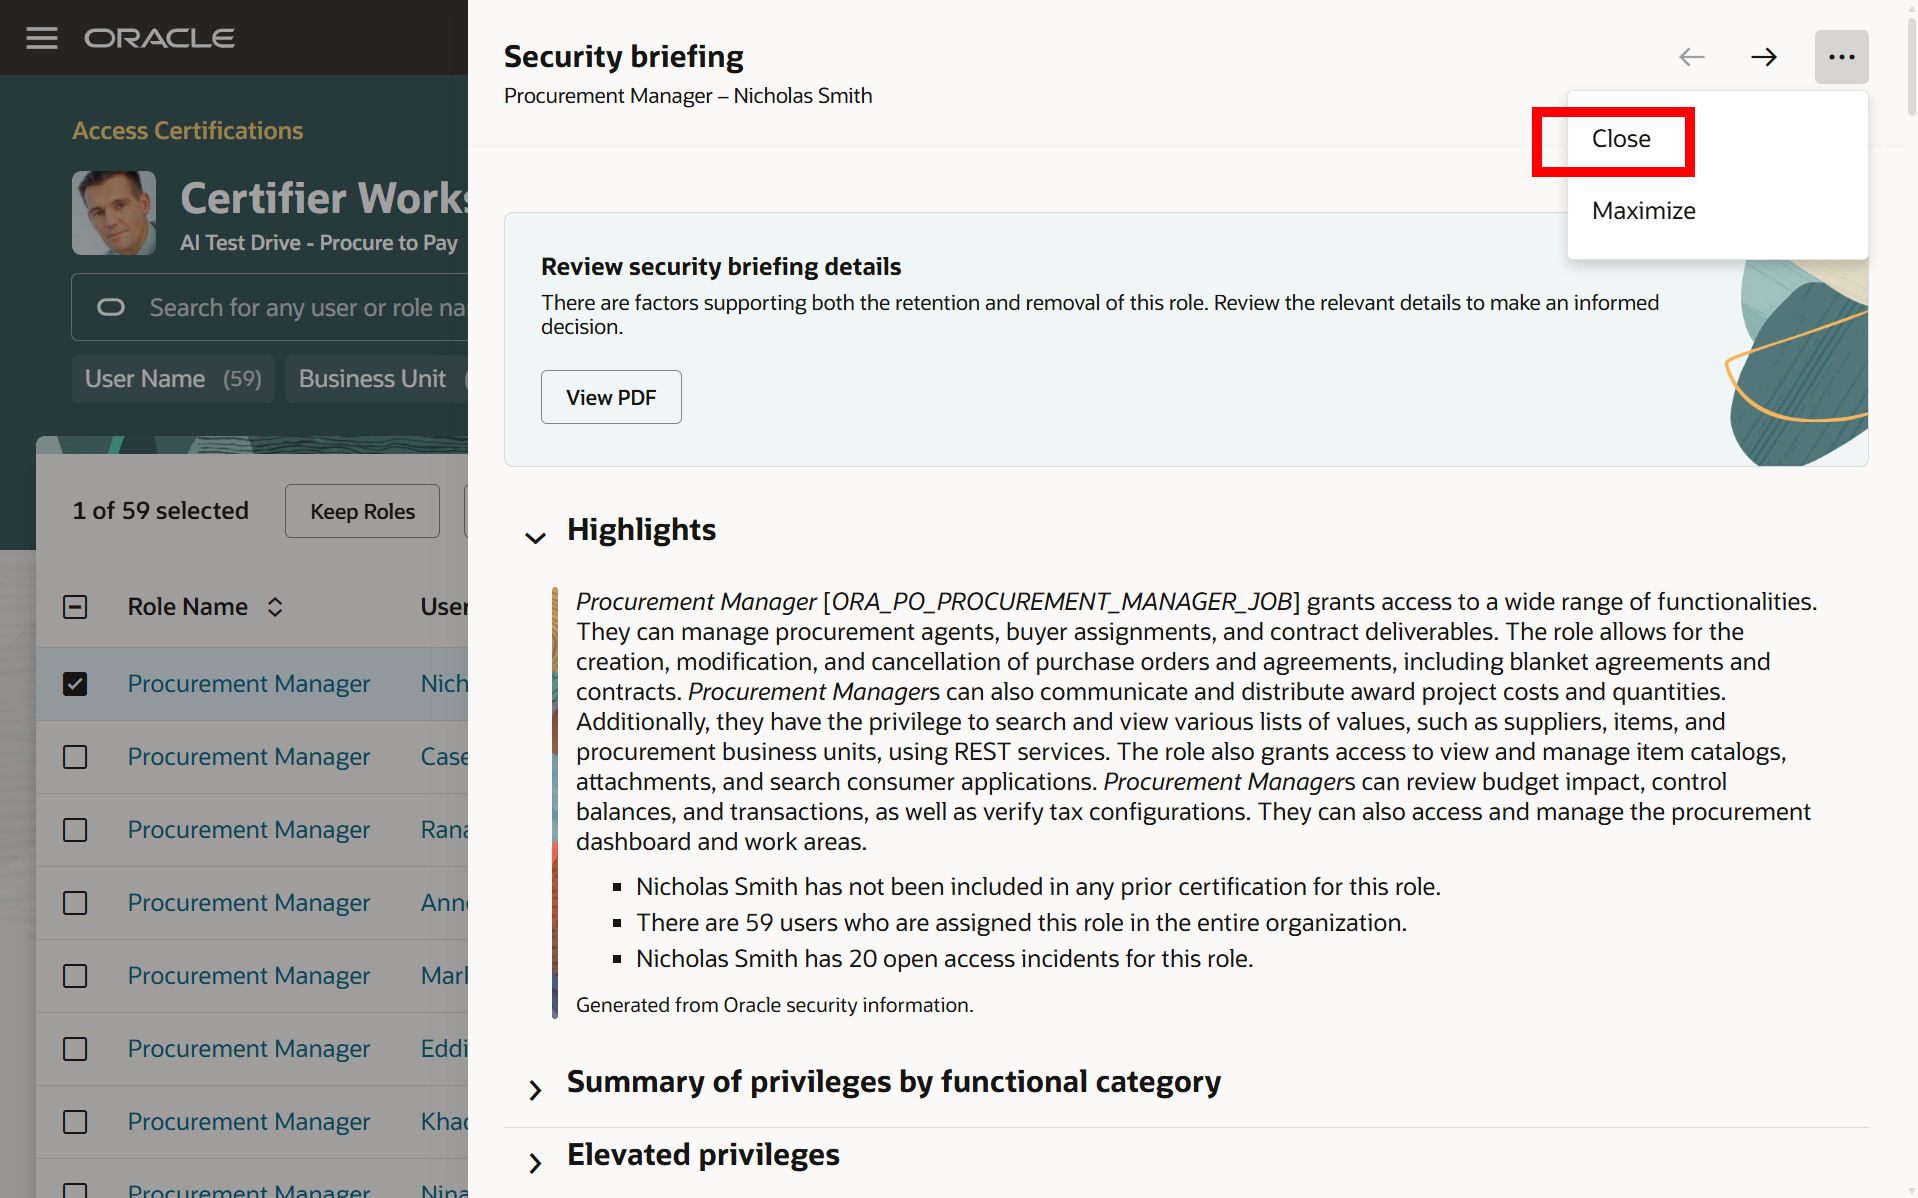 ORACLE
Access Certifications
Certifier Works
AI Test Drive - Procure to Pay
Search for any user or role na
User Name (59)
Business Unit (
1 of 59 selected
Keep Roles
Role Name
User
Procurement Manager Nich
Procurement Manager Case
Procurement Manager Rana
Procurement Manager Anne
Procurement Manager Mark
Procurement Manager Eddi
Procurement Manager Khad
Procurement Manager Nina
Security briefing
Procurement Manager – Nicholas Smith
Close
Maximize
Review security briefing details
There are factors supporting both the retention and removal of this role. Review the relevant details to make an informed
decision.
View PDF
Highlights
Procurement Manager [ORA_PO_PROCUREMENT_MANAGER_JOB] grants access to a wide range of functionalities.
They can manage procurement agents, buyer assignments, and contract deliverables. The role allows for the
creation, modification, and cancellation of purchase orders and agreements, including blanket agreements and
contracts. Procurement Managers can also communicate and distribute award project costs and quantities.
Additionally, they have the privilege to search and view various lists of values, such as suppliers, items, and
procurement business units, using REST services. The role also grants access to view and manage item catalogs,
attachments, and search consumer applications. Procurement Managers can review budget impact, control
balances, and transactions, as well as verify tax configurations. They can also access and manage the procurement
dashboard and work areas.
▪ Nicholas Smith has not been included in any prior certification for this role.
▪ There are 59 users who are assigned this role in the entire organization.
▪ Nicholas Smith has 20 open access incidents for this role.
Generated from Oracle security information.
Summary of privileges by functional category
Elevated privileges